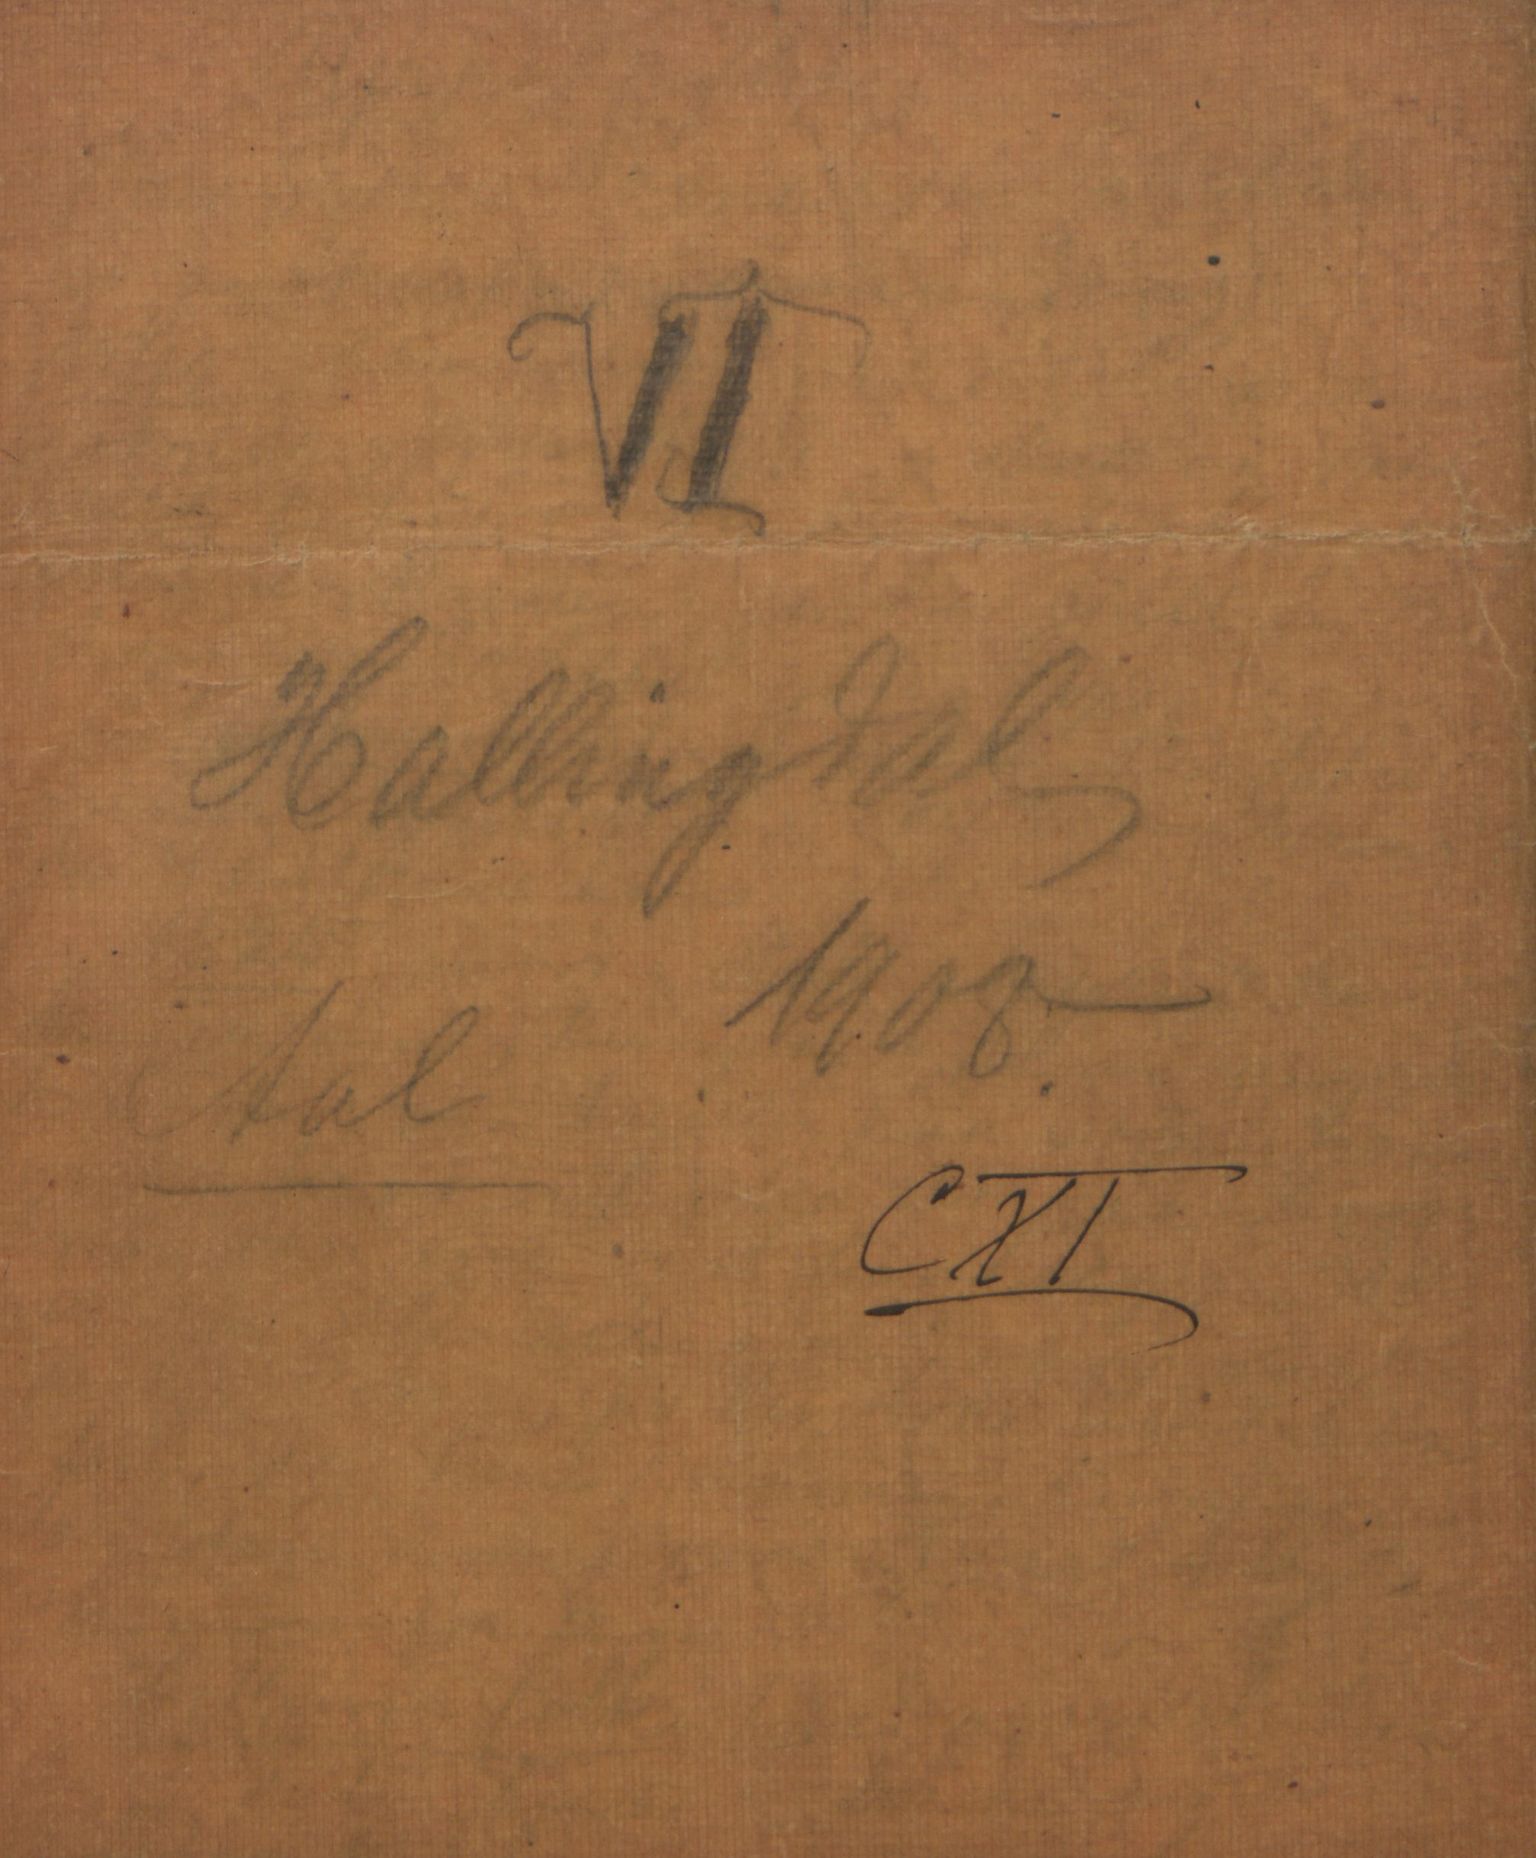 VI
Hallingdal
1908.
Aal
CXI